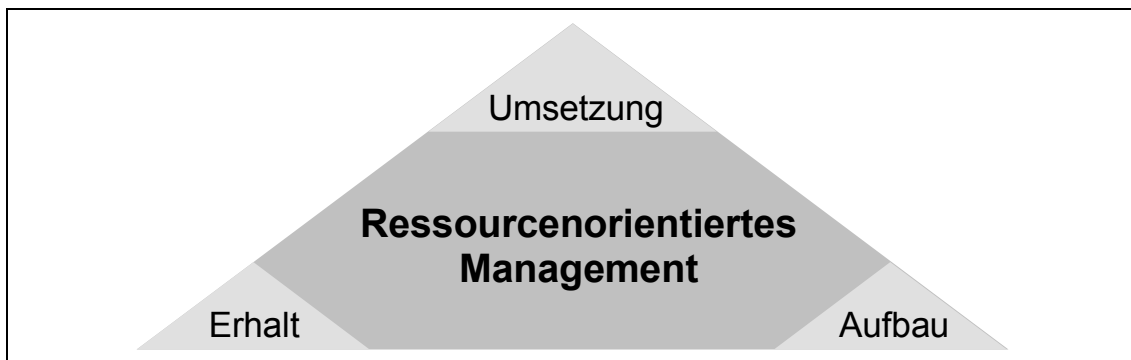 Umsetzung
Ressourcenorientiertes
Management
Erhalt
Aufbau